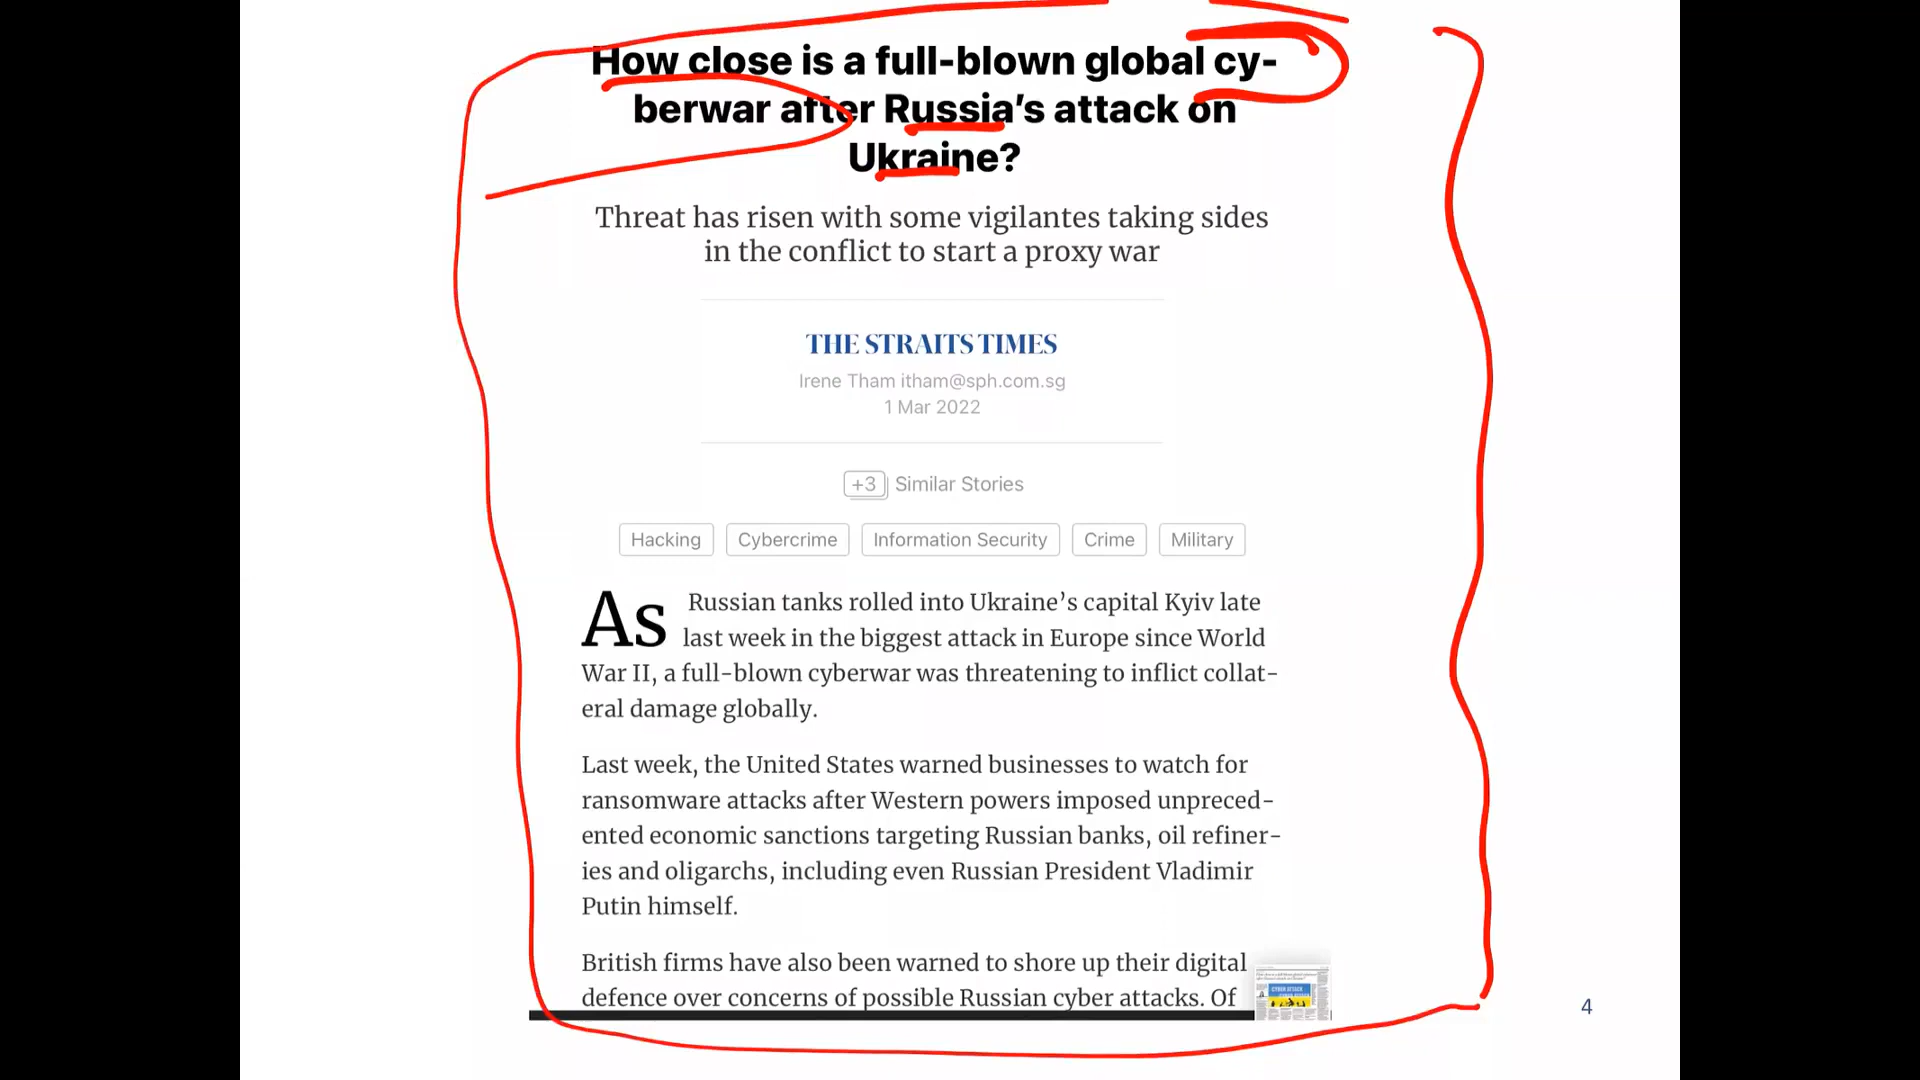 How close is a full-blown global cy-
berwar after Russia's attack on
Ukraine?
Threat has risen with some vigilantes taking sides
in the conflict to start a proxy war
THE STRAITS TIMES
Irene Tham itham@sph.com.sg
1 Mar 2022
+3 Similar Stories
Hacking Cybercrime Information Security Crime Military
As Russian tanks rolled into Ukraine’s capital Kyiv late
last week in the biggest attack in Europe since World
War II, a full-blown cyberwar was threatening to inflict collat-
eral damage globally.
Last week, the United States warned businesses to watch for
ransomware attacks after Western powers imposed unpreced-
ented economic sanctions targeting Russian banks, oil refiner-
ies and oligarchs, including even Russian President Vladimir
Putin himself.
British firms have also been warned to shore up their digital
defence over concerns of possible Russian cyber attacks. Of
CYBER ATTACK
4